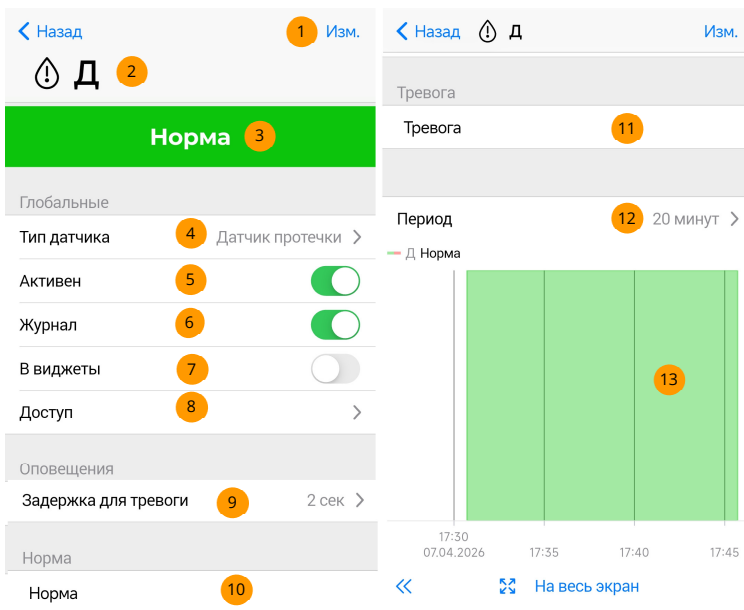 Назад
1
Изм.
Д
2
Норма
3
Глобальные
Тип датчика
4
Датчик протечки
Активен
5
Журнал
6
В виджеты
7
Доступ
8
Оповещения
Задержка для тревоги
9
2 сек
Норма
Норма
10
Назад
Д
Изм.
Тревога
Тревога
11
Период
12
20 минут
Д Норма
13
17:30
07.04.2026
17:35
17:40
17:45
На весь экран